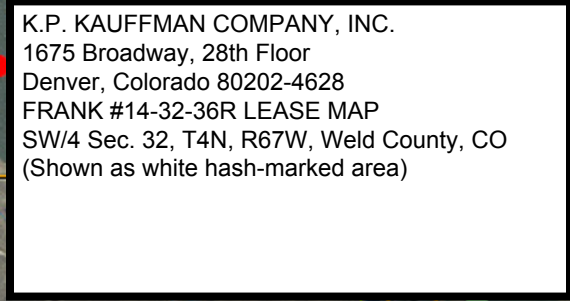 K.P. KAUFFMAN COMPANY, INC.
1675 Broadway, 28th Floor
Denver, Colorado 80202-4628
FRANK #14-32-36R LEASE MAP
SW/4 Sec. 32, T4N, R67W, Weld County, CO
(Shown as white hash-marked area)